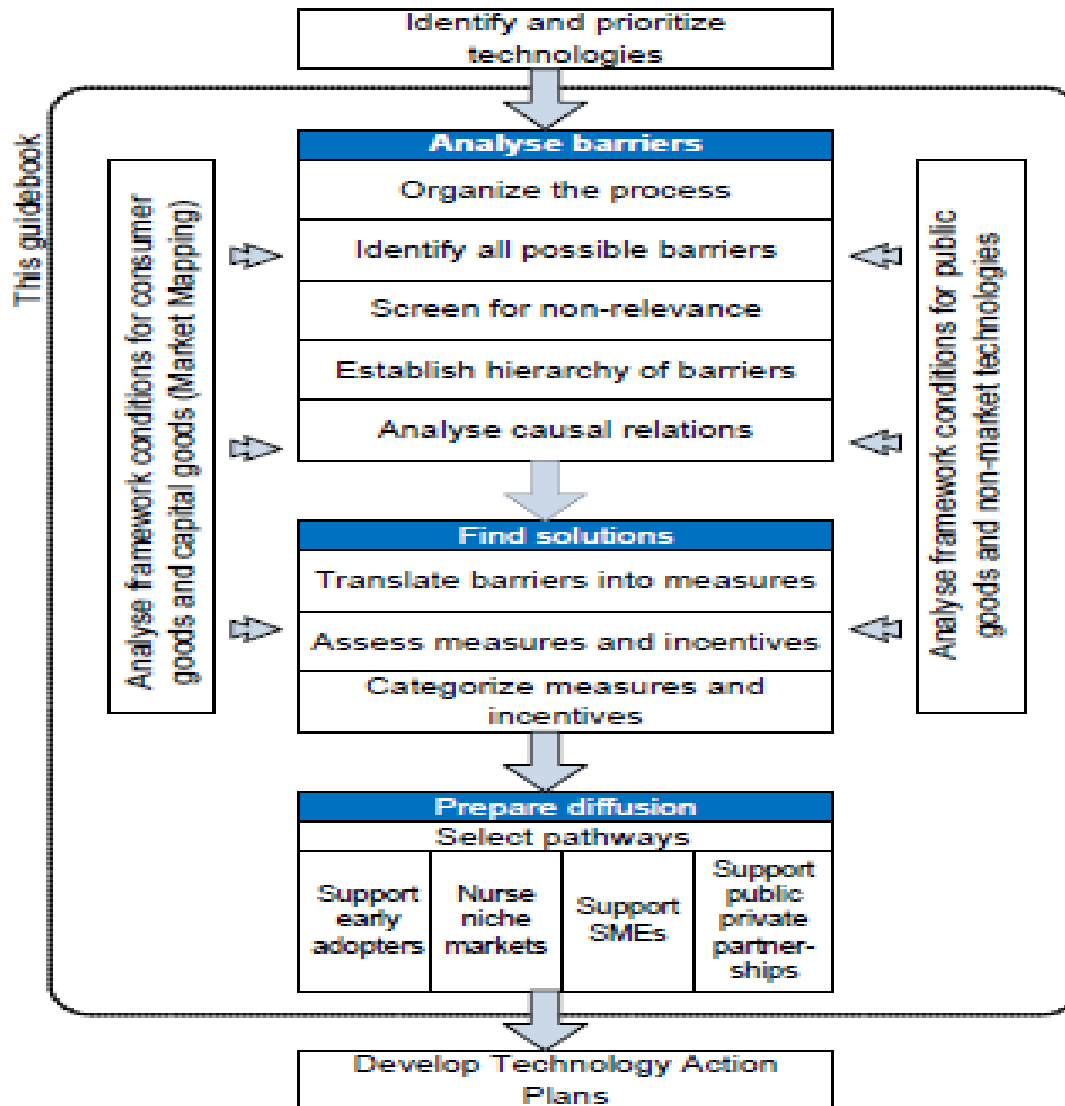 Identify and prioritize
technologies
This guidebook
Analyse framework conditions for consumer
goods and capital goods (Market Mapping)
Analyse barriers
Organize the process
Identify all possible barriers
Screen for non-relevance
Establish hierarchy of barriers
Analyse causal relations
Find solutions
Translate barriers into measures
Assess measures and incentives
Categorize measures and
incentives
Analyse framework conditions for public
goods and non-market technologies
Prepare diffusion
Select pathways
Support
early
adopters
Nurse
niche
markets
Support
SMEs
Support
public
private
partner-
ships
Develop Technology Action
Plans